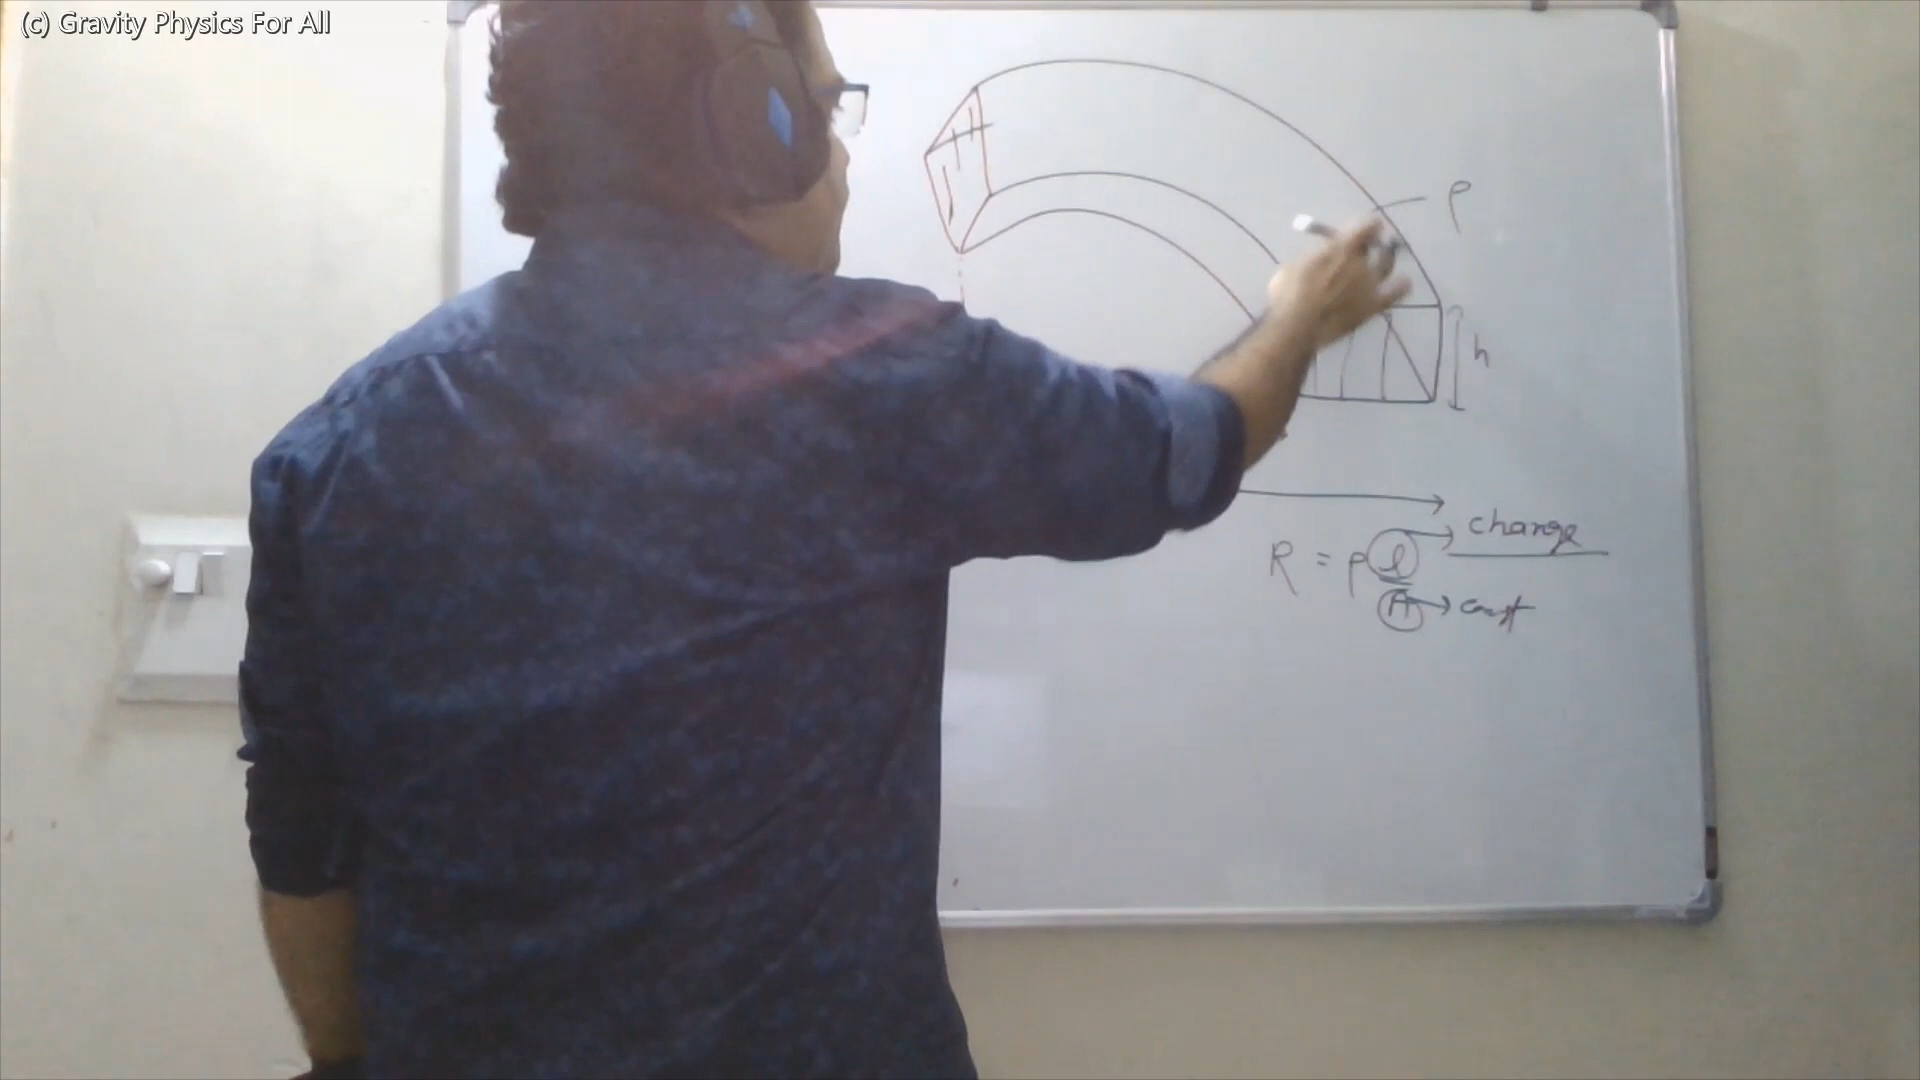 (c) Gravity Physics For All
ρ
h
change
R = ρ l
A → const